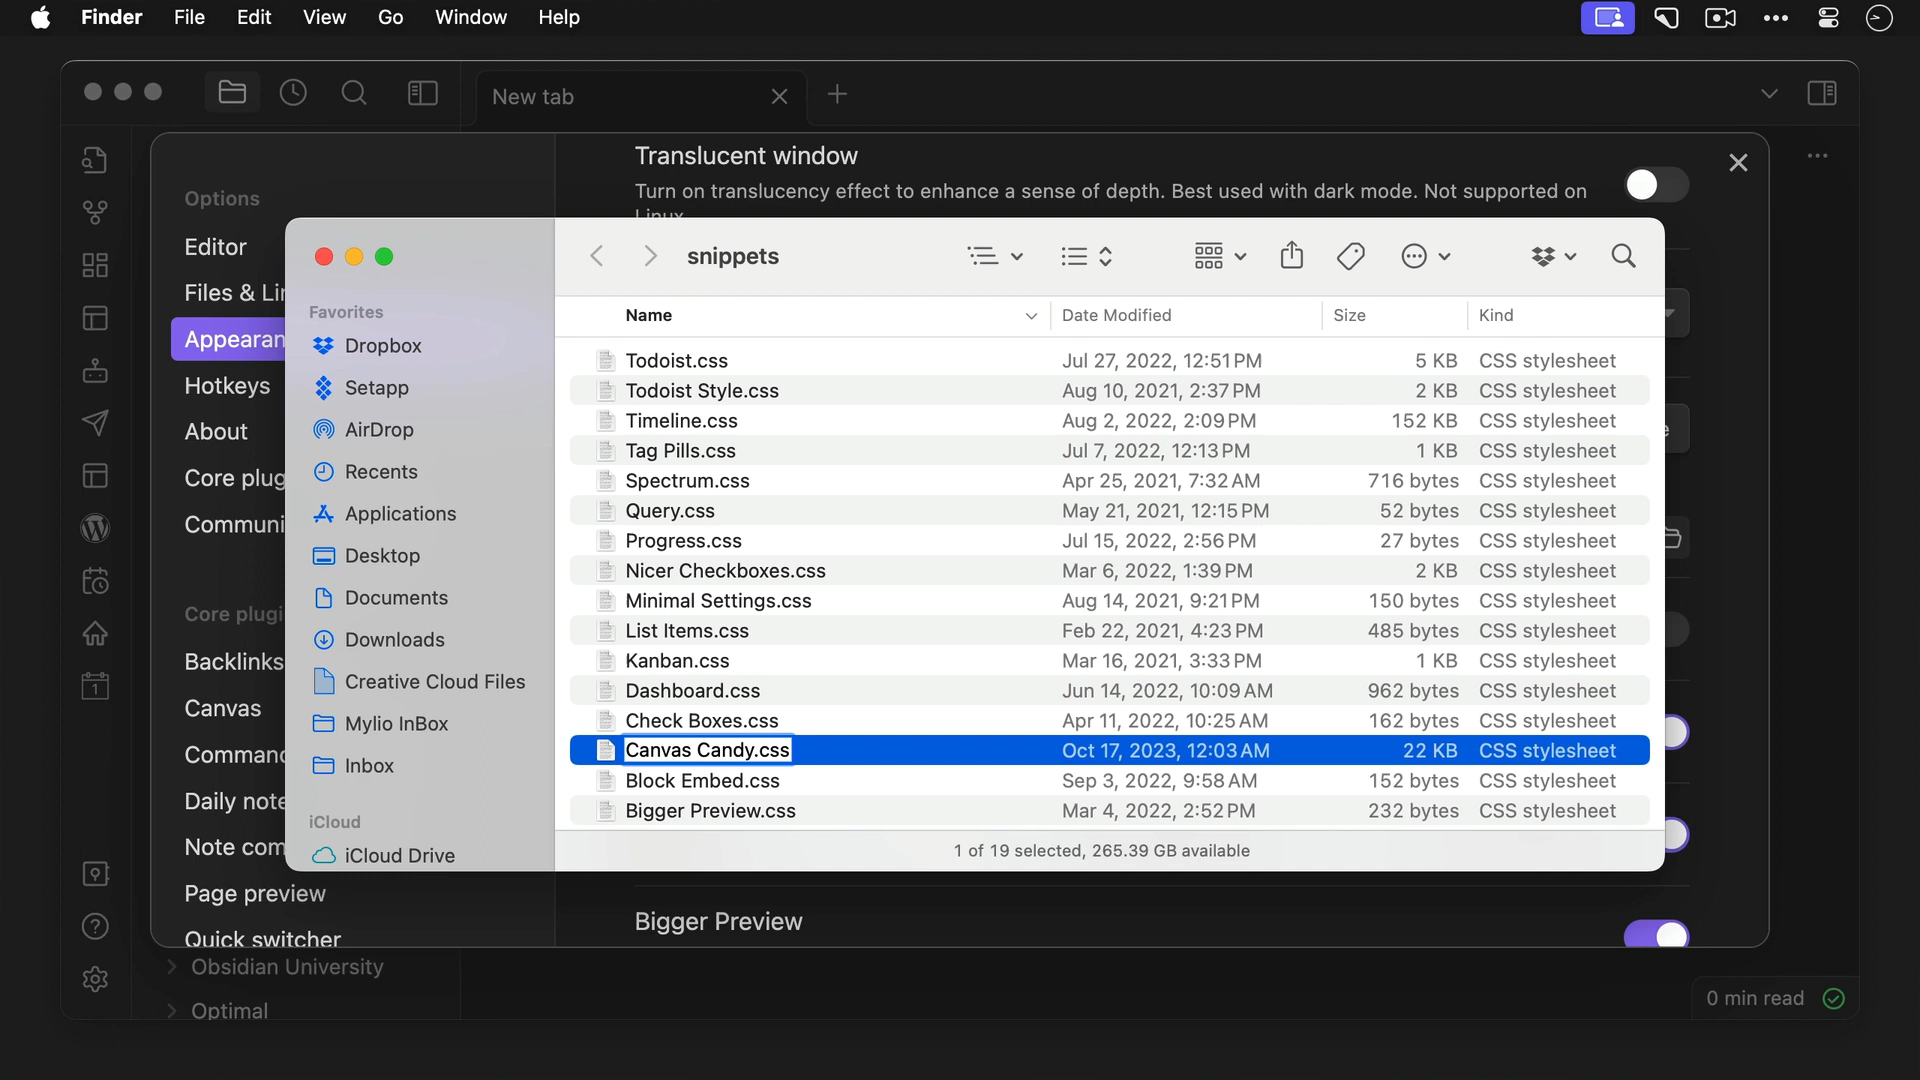 Finder File Edit View Go Window Help
New tab
Options
Editor
Files & Lin
Appearan
Hotkeys
About
Core plug
Communi
Core plugi
Backlinks
Canvas
Command
Daily note
Note com
Page preview
Quick switcher
Obsidian University
Optimal
Translucent window
Turn on translucency effect to enhance a sense of depth. Best used with dark mode. Not supported on
Linux.
snippets
Favorites
Dropbox
Setapp
AirDrop
Recents
Applications
Desktop
Documents
Downloads
Creative Cloud Files
Mylio InBox
Inbox
iCloud
iCloud Drive
Name Date Modified Size Kind
Todoist.css Jul 27, 2022, 12:51 PM 5 KB CSS stylesheet
Todoist Style.css Aug 10, 2021, 2:37 PM 2 KB CSS stylesheet
Timeline.css Aug 2, 2022, 2:09 PM 152 KB CSS stylesheet
Tag Pills.css Jul 7, 2022, 12:13 PM 1 KB CSS stylesheet
Spectrum.css Apr 25, 2021, 7:32 AM 716 bytes CSS stylesheet
Query.css May 21, 2021, 12:15 PM 52 bytes CSS stylesheet
Progress.css Jul 15, 2022, 2:56 PM 27 bytes CSS stylesheet
Nicer Checkboxes.css Mar 6, 2022, 1:39 PM 2 KB CSS stylesheet
Minimal Settings.css Aug 14, 2021, 9:21 PM 150 bytes CSS stylesheet
List Items.css Feb 22, 2021, 4:23 PM 485 bytes CSS stylesheet
Kanban.css Mar 16, 2021, 3:33 PM 1 KB CSS stylesheet
Dashboard.css Jun 14, 2022, 10:09 AM 962 bytes CSS stylesheet
Check Boxes.css Apr 11, 2022, 10:25 AM 162 bytes CSS stylesheet
Canvas Candy.css Oct 17, 2023, 12:03 AM 22 KB CSS stylesheet
Block Embed.css Sep 3, 2022, 9:58 AM 152 bytes CSS stylesheet
Bigger Preview.css Mar 4, 2022, 2:52 PM 232 bytes CSS stylesheet
1 of 19 selected, 265.39 GB available
Bigger Preview
0 min read